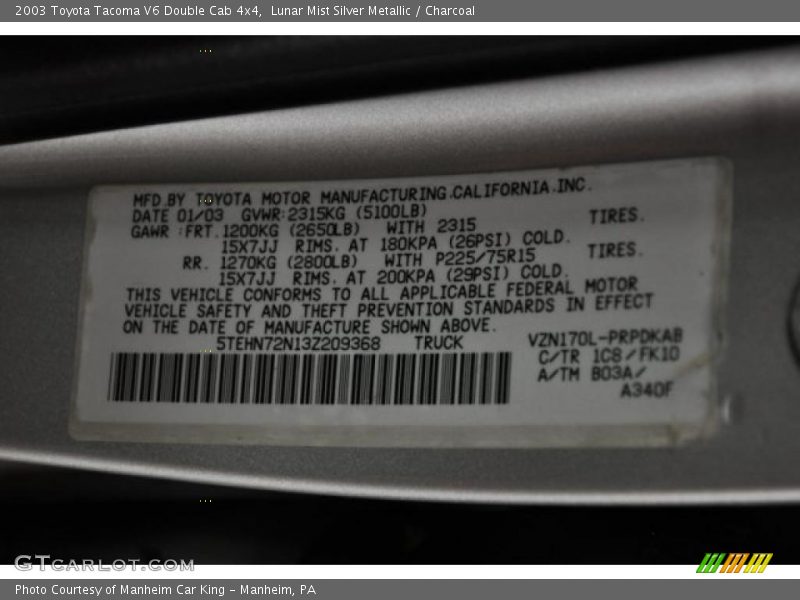 2003 Toyota Tacoma V6 Double Cab 4x4,  Lunar Mist Silver Metallic / Charcoal
MFD.BY TOYOTA MOTOR MANUFACTURING.CALIFORNIA.INC.
DATE 01/03 GVWR:2315KG (5100LB)
GAWR :FRT.1200KG (2650LB) WITH 2315 TIRES.
15X7JJ RIMS. AT 180KPA (26PSI) COLD.
RR. 1270KG (2800LB) WITH P225/75R15 TIRES.
15X7JJ RIMS. AT 200KPA (29PSI) COLD.
THIS VEHICLE CONFORMS TO ALL APPLICABLE FEDERAL MOTOR
VEHICLE SAFETY AND THEFT PREVENTION STANDARDS IN EFFECT
ON THE DATE OF MANUFACTURE SHOWN ABOVE.
5TEHN72N13Z209368 TRUCK VZN170L-PRPDKAB
C/TR 1C8/FK10
A/TM B03A/
A340F
GTCARLOT.COM
Photo Courtesy of Manheim Car King - Manheim, PA